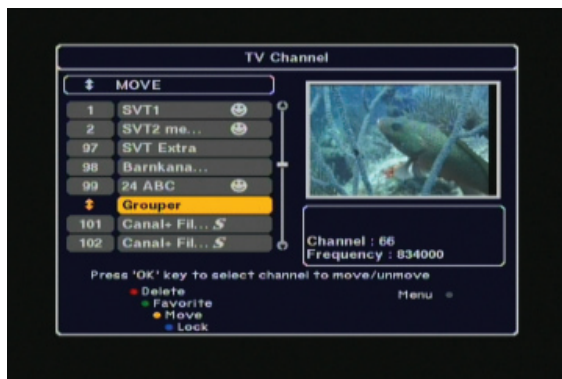 TV Channel
MOVE
1 SVT1
2 SVT2 me...
97 SVT Extra
98 Barnkana...
99 24 ABC
Grouper
101 Canal+ Fil... S
102 Canal+ Fil... S
Channel : 66
Frequency : 834000
Press 'OK' key to select channel to move/unmove
Delete
Favorite
Move
Lock
Menu